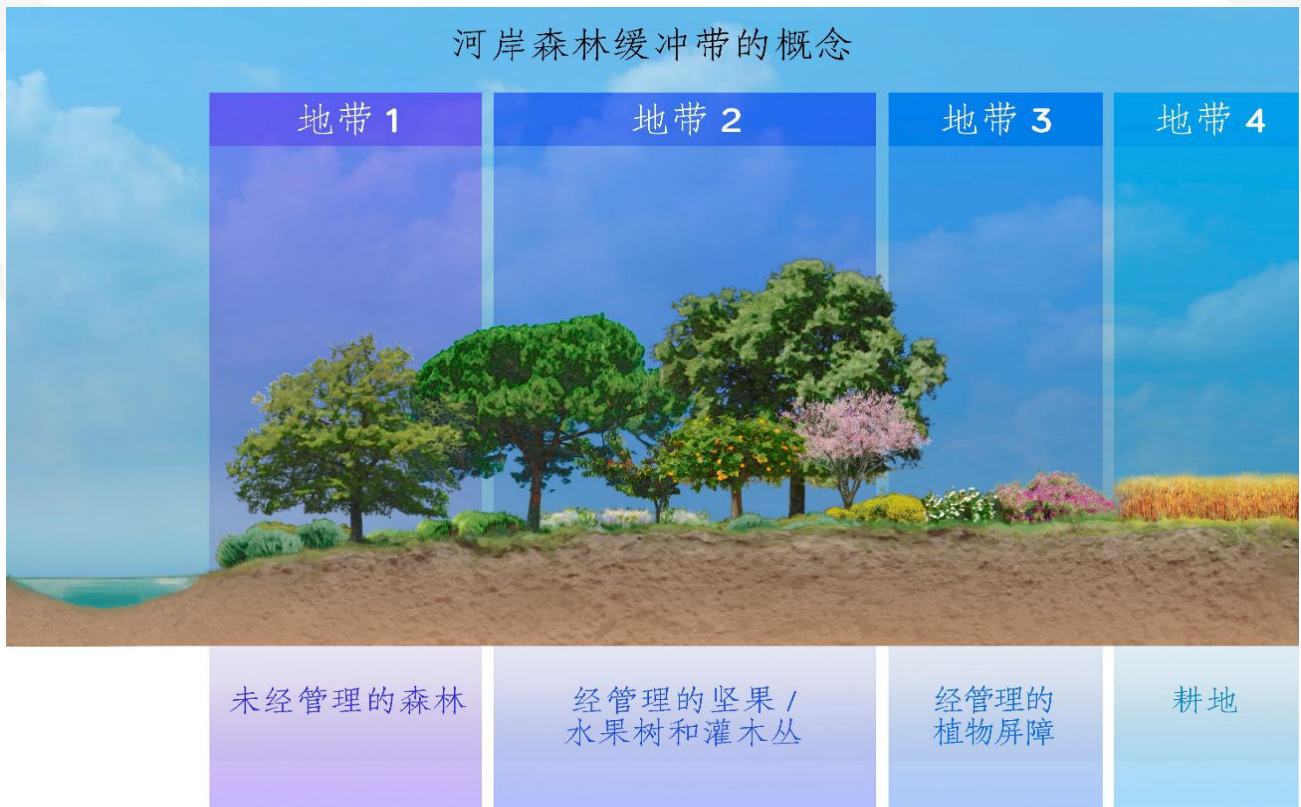 河岸森林缓冲带的概念
地带 1
地带 2
地带 3
地带 4
未经管理的森林
经管理的坚果 /
水果树和灌木丛
经管理的
植物屏障
耕地